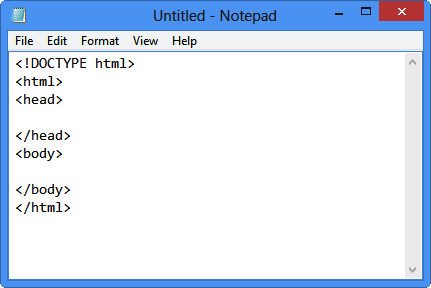 Untitled - Notepad
File Edit Format View Help
<!DOCTYPE html>
<html>
<head>

</head>
<body>

</body>
</html>